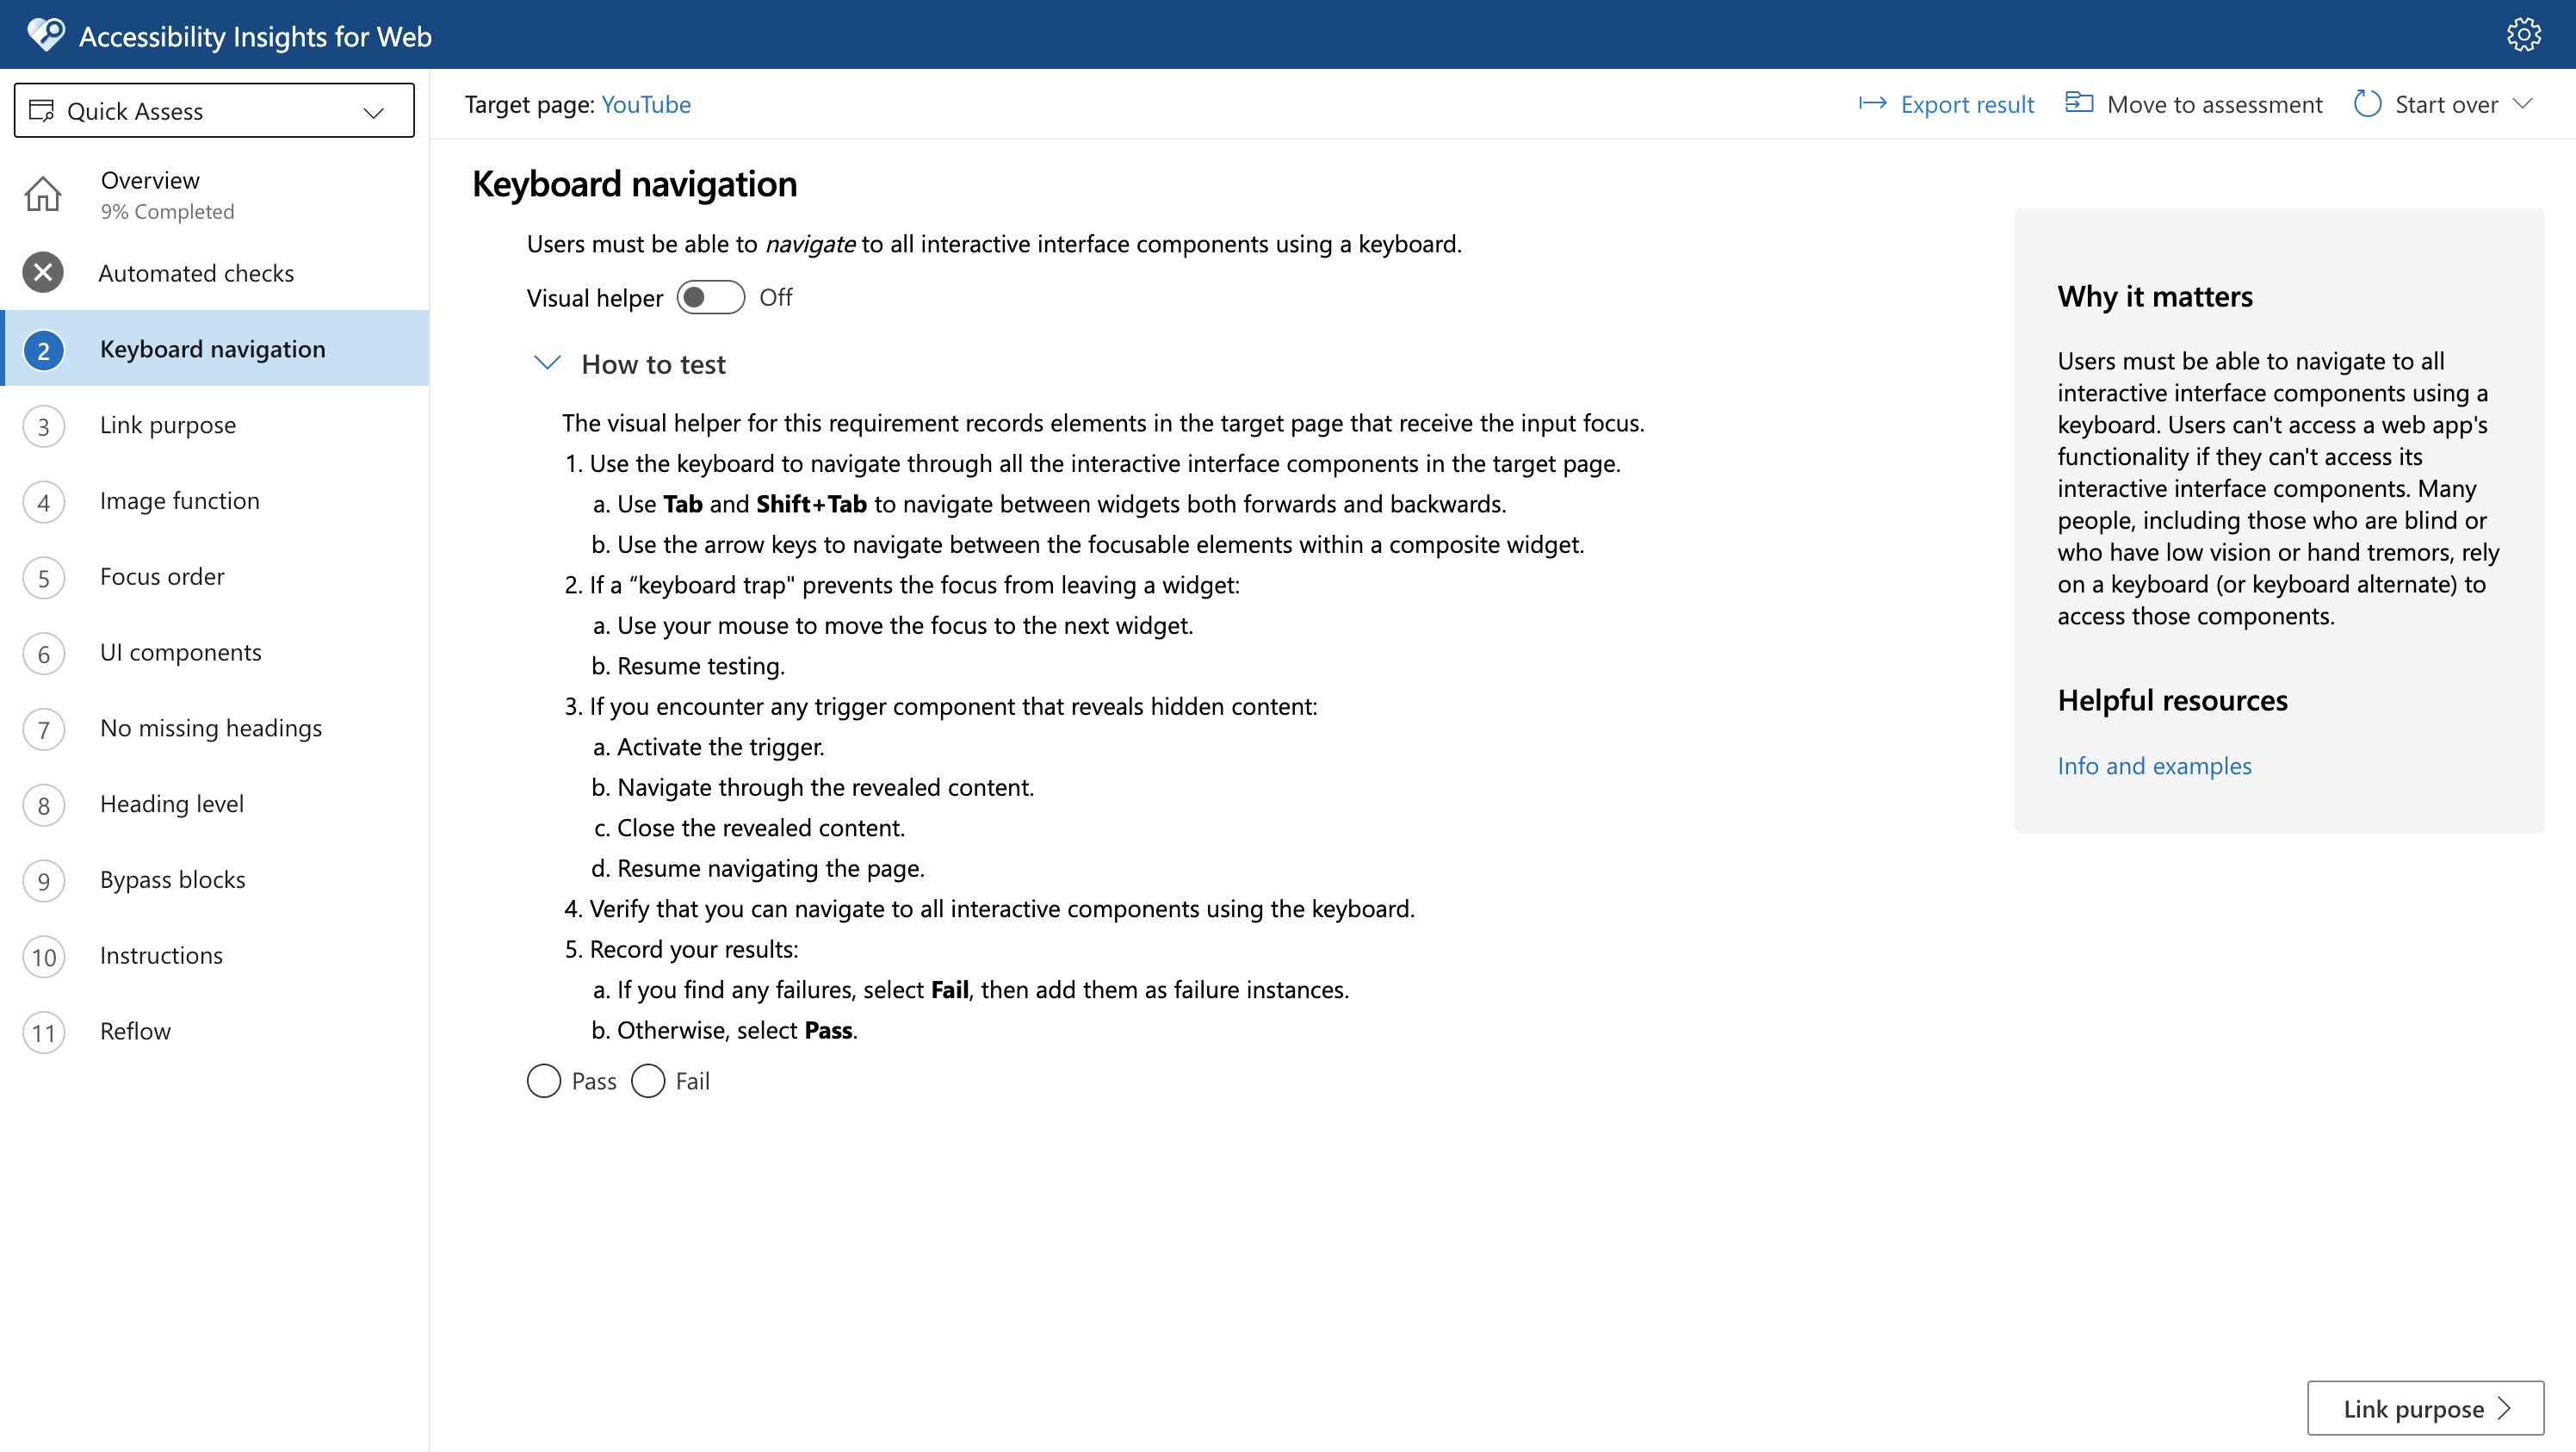 Accessibility Insights for Web
Quick Assess
Overview
9% Completed
Automated checks
2 Keyboard navigation
3 Link purpose
4 Image function
5 Focus order
6 UI components
7 No missing headings
8 Heading level
9 Bypass blocks
10 Instructions
11 Reflow
Target page: YouTube
Export result
Move to assessment
Start over
Keyboard navigation
Users must be able to navigate to all interactive interface components using a keyboard.
Visual helper Off
How to test
The visual helper for this requirement records elements in the target page that receive the input focus.
1. Use the keyboard to navigate through all the interactive interface components in the target page.
a. Use Tab and Shift+Tab to navigate between widgets both forwards and backwards.
b. Use the arrow keys to navigate between the focusable elements within a composite widget.
2. If a “keyboard trap" prevents the focus from leaving a widget:
a. Use your mouse to move the focus to the next widget.
b. Resume testing.
3. If you encounter any trigger component that reveals hidden content:
a. Activate the trigger.
b. Navigate through the revealed content.
c. Close the revealed content.
d. Resume navigating the page.
4. Verify that you can navigate to all interactive components using the keyboard.
5. Record your results:
a. If you find any failures, select Fail, then add them as failure instances.
b. Otherwise, select Pass.
Pass Fail
Why it matters
Users must be able to navigate to all
interactive interface components using a
keyboard. Users can't access a web app's
functionality if they can't access its
interactive interface components. Many
people, including those who are blind or
who have low vision or hand tremors, rely
on a keyboard (or keyboard alternate) to
access those components.
Helpful resources
Info and examples
Link purpose